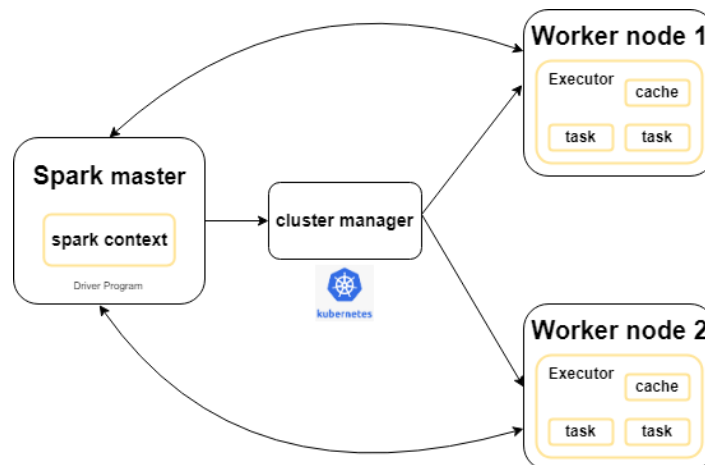 Spark master
spark context
Driver Program
cluster manager
kubernetes
Worker node 1
Executor
cache
task task
Worker node 2
Executor
cache
task task